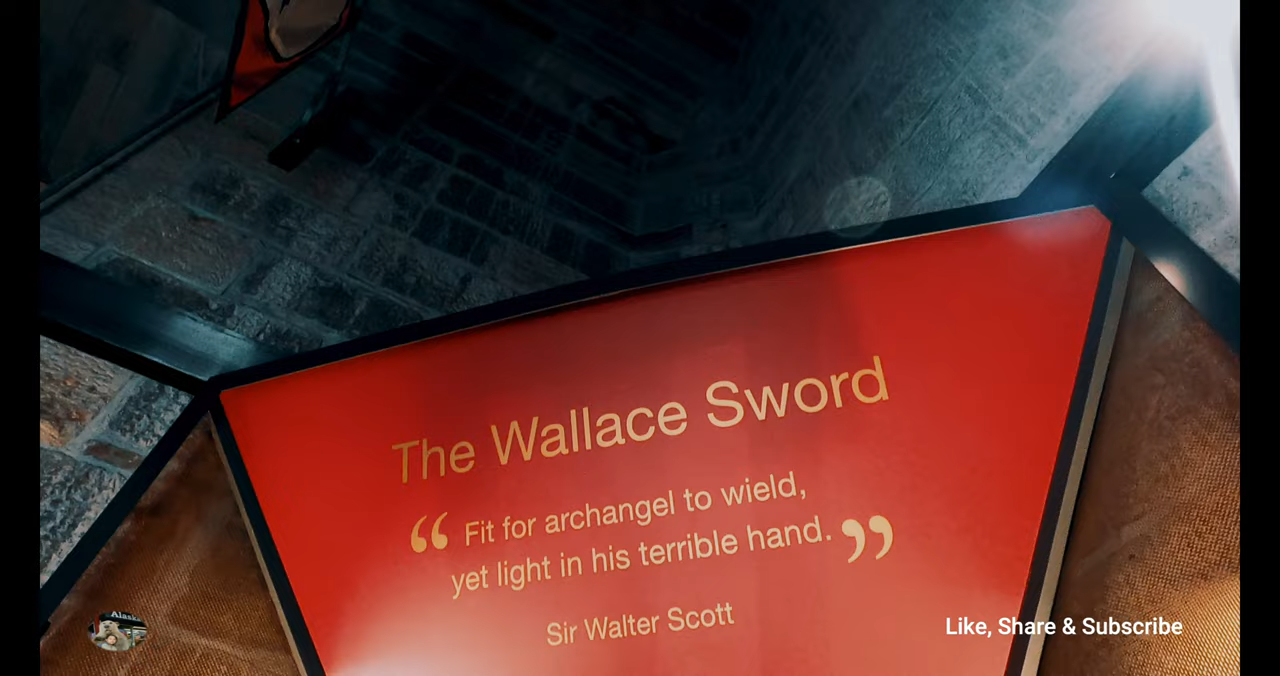 The Wallace Sword
“ Fit for archangel to wield,
yet light in his terrible hand. ”
Sir Walter Scott
Alaska
Like, Share & Subscribe